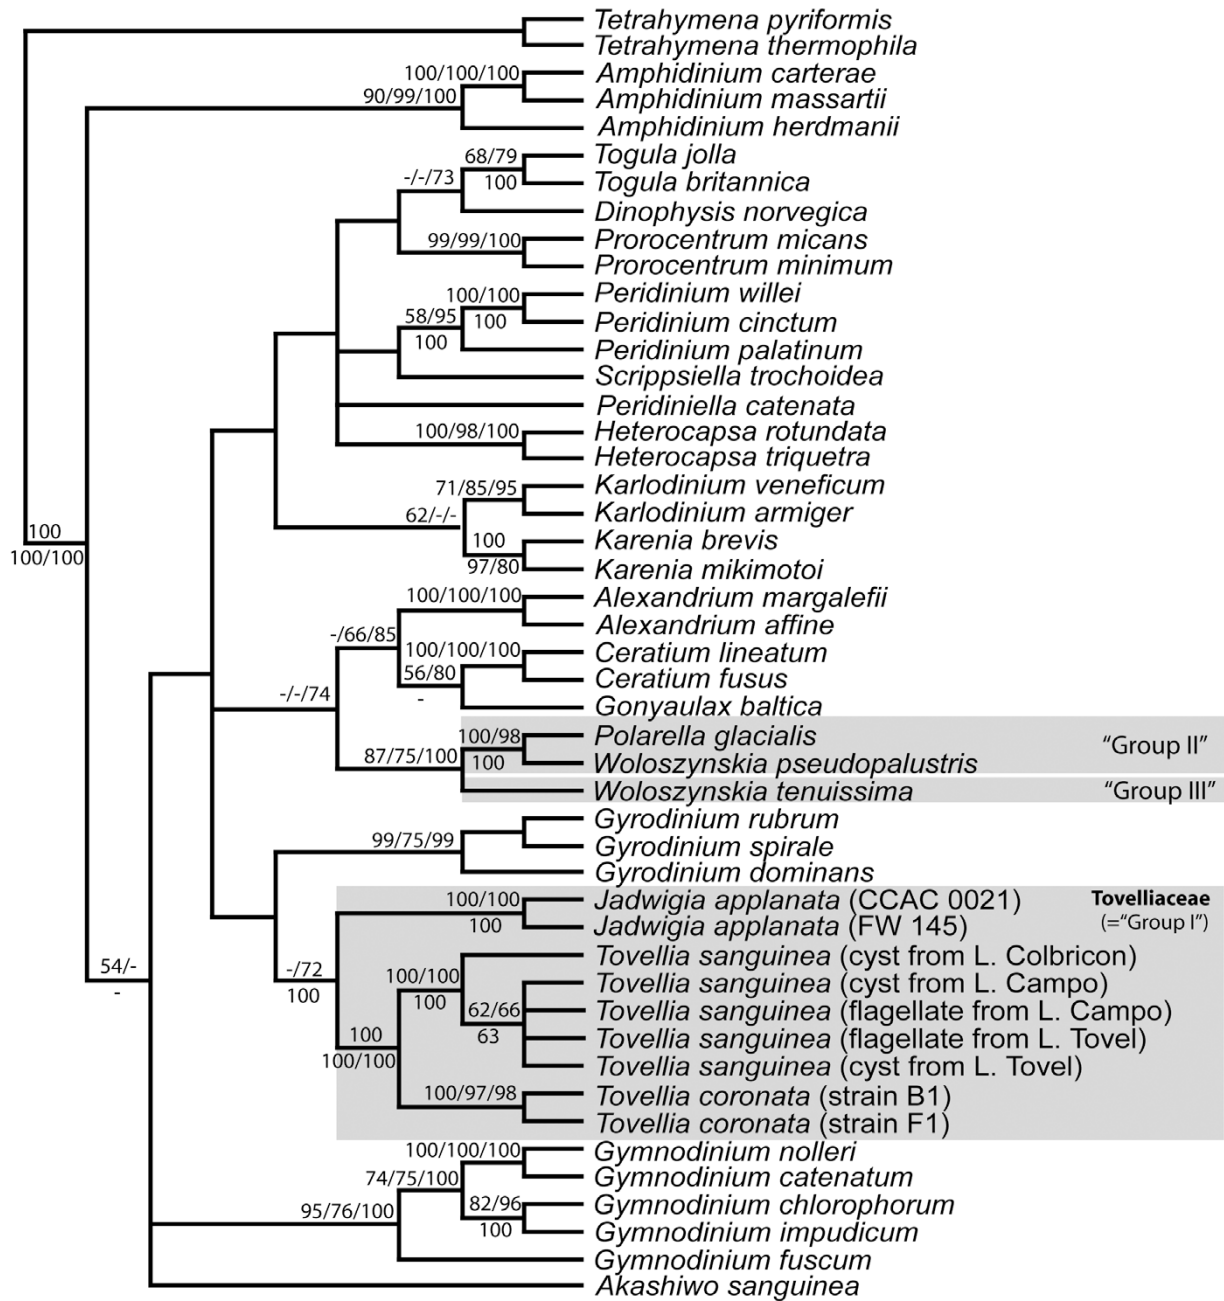 Tetrahymena pyriformis
Tetrahymena thermophila
100/100/100
Amphidinium carterae
90/99/100
Amphidinium massartii
Amphidinium herdmanii
68/79
Togula jolla
-/-/73
100
Togula britannica
Dinophysis norvegica
99/99/100
Prorocentrum micans
Prorocentrum minimum
100/100
Peridinium willei
58/95
100
Peridinium cinctum
100
Peridinium palatinum
Scrippsiella trochoidea
Peridiniella catenata
100/98/100
Heterocapsa rotundata
Heterocapsa triquetra
71/85/95
Karlodinium veneficum
62/-/-
Karlodinium armiger
100
100
Karenia brevis
100/100
97/80
Karenia mikimotoi
100/100/100
Alexandrium margalefii
-/66/85
Alexandrium affine
100/100/100
Ceratium lineatum
56/80
Ceratium fusus
-/-/74
-
Gonyaulax baltica
100/98
Polarella glacialis
"Group II"
87/75/100
100
Woloszynskia pseudopalustris
Woloszynskia tenuissima
"Group III"
Gyrodinium rubrum
99/75/99
Gyrodinium spirale
Gyrodinium dominans
100/100
Jadwigia applanata (CCAC 0021)
Tovelliaceae
100
Jadwigia applanata (FW 145)
(="Group I")
Tovellia sanguinea (cyst from L. Colbricon)
54/-
-/72
100/100
Tovellia sanguinea (cyst from L. Campo)
-
100
100
62/66
Tovellia sanguinea (flagellate from L. Campo)
100
63
Tovellia sanguinea (flagellate from L. Tovel)
100/100
Tovellia sanguinea (cyst from L. Tovel)
100/97/98
Tovellia coronata (strain B1)
Tovellia coronata (strain F1)
100/100/100
Gymnodinium nolleri
74/75/100
Gymnodinium catenatum
95/76/100
82/96
Gymnodinium chlorophorum
100
Gymnodinium impudicum
Gymnodinium fuscum
Akashiwo sanguinea